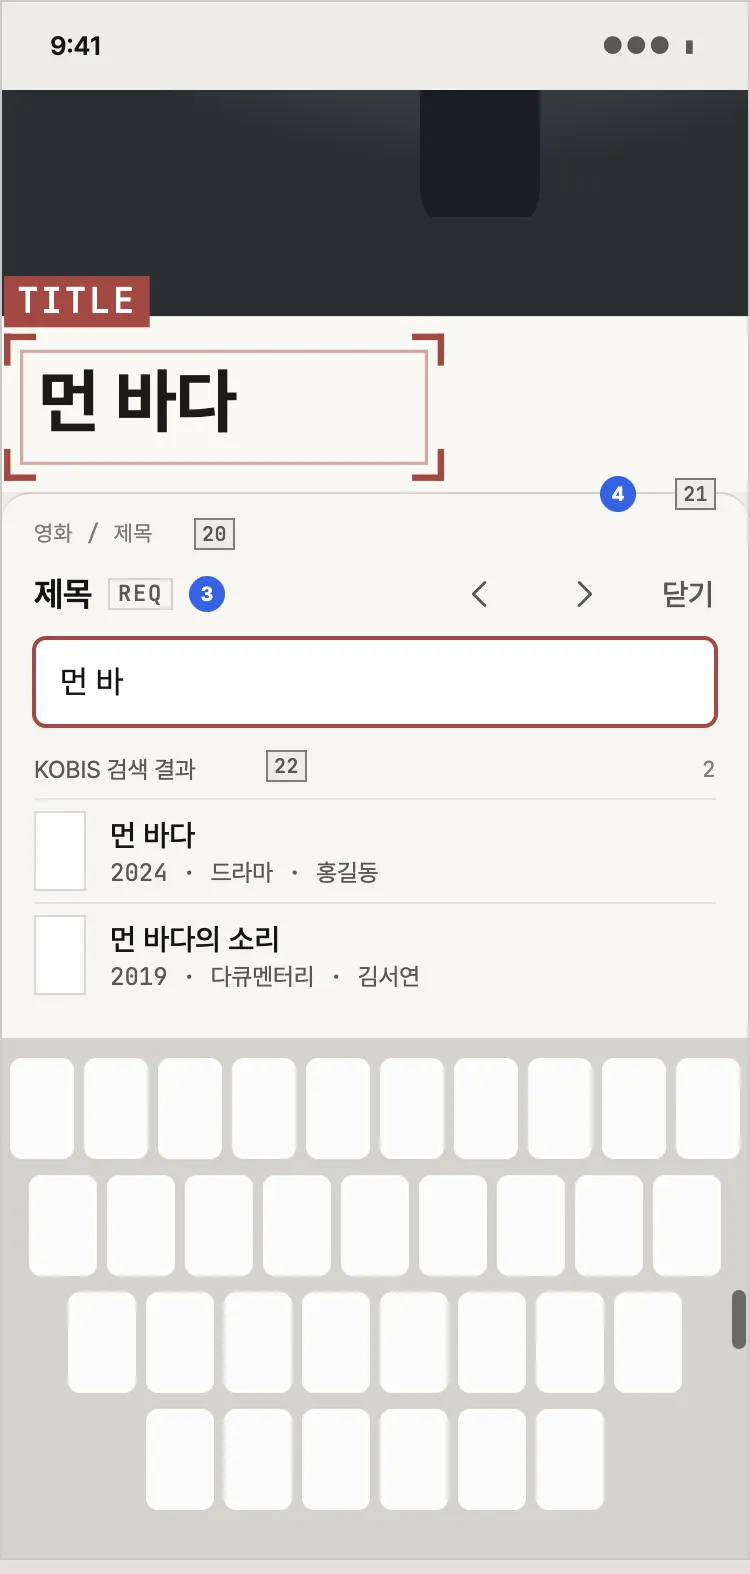 9:41
TITLE
먼 바다
4 21
영화 / 제목 20
제목 REQ 3 닫기
먼 바
KOBIS 검색 결과 22 2
먼 바다
2024 · 드라마 · 홍길동
먼 바다의 소리
2019 · 다큐멘터리 · 김서연